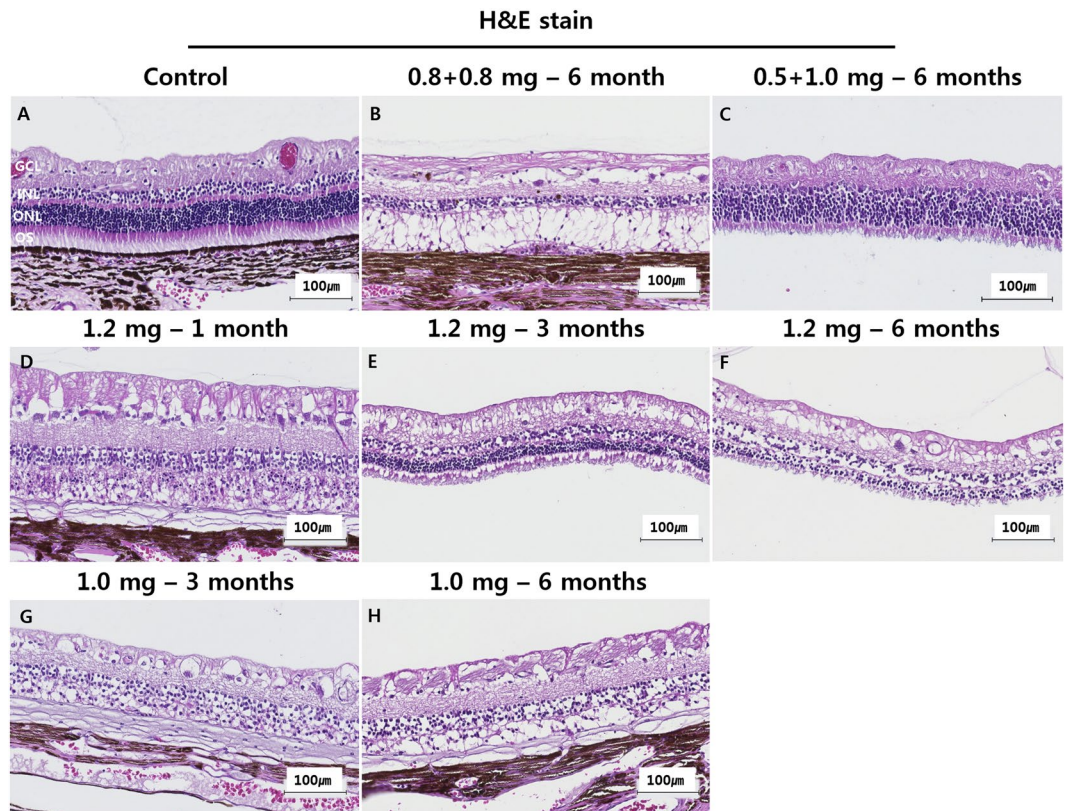 H&E stain
Control
0.8+0.8 mg – 6 month
0.5+1.0 mg – 6 months
A
GCL
INL
ONL
OS
100㎛
B
100㎛
C
100㎛
1.2 mg – 1 month
1.2 mg – 3 months
1.2 mg – 6 months
D
100㎛
E
100㎛
F
100㎛
1.0 mg – 3 months
1.0 mg – 6 months
G
100㎛
H
100㎛